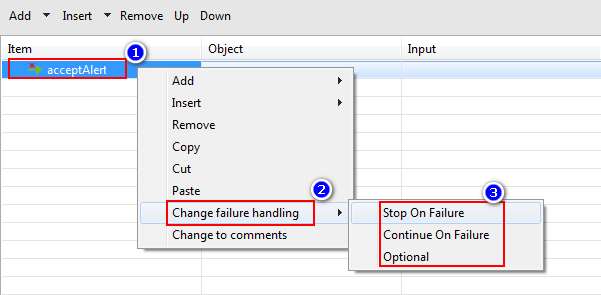 Add Insert Remove Up Down
Item Object Input
1
acceptAlert
Add
Insert
Remove
Copy
Cut
Paste
2
3
Change failure handling Stop On Failure
Change to comments Continue On Failure
Optional